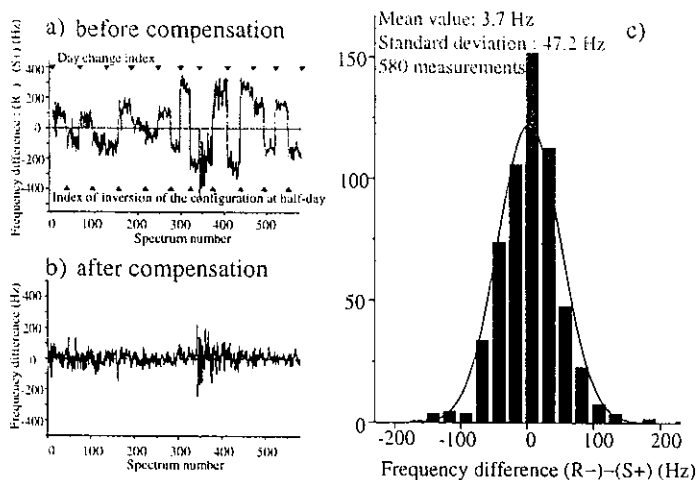 a) before compensation
Frequency difference : (R−) − (S+) (Hz)
Day change index
400
200
0
-200
-400
Index of inversion of the configuration at half-day
0 100 200 300 400 500
Spectrum number
b) after compensation
Frequency difference (Hz)
400
200
0
-200
-400
0 100 200 300 400 500
Spectrum number
c)
Mean value: 3.7 Hz
Standard deviation : 47.2 Hz
580 measurements
150
100
50
0
-200 -100 0 100 200
Frequency difference (R−)−(S+) (Hz)